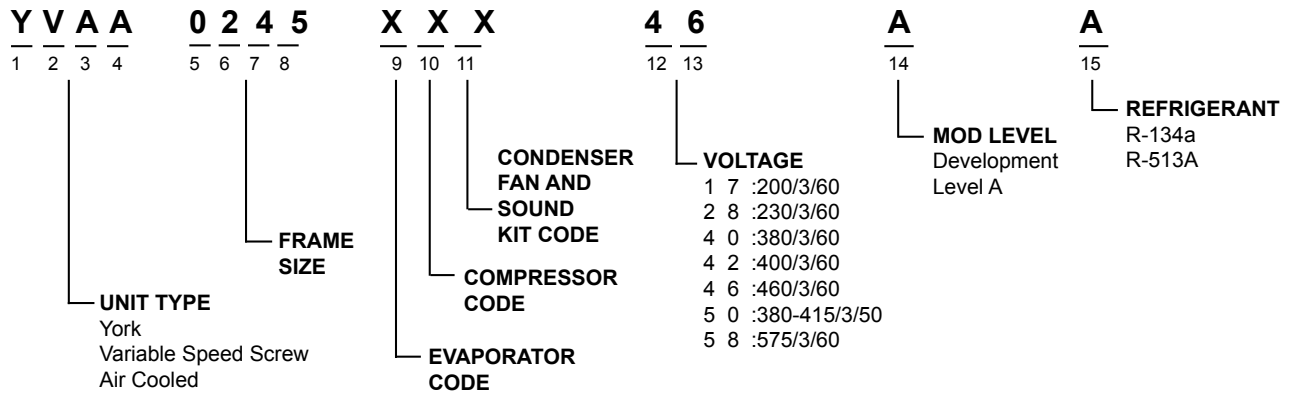 Y V A A 0 2 4 5 X X X 4 6 A A
1 2 3 4 5 6 7 8 9 10 11 12 13 14 15
UNIT TYPE
York
Variable Speed Screw
Air Cooled
FRAME
SIZE
EVAPORATOR
CODE
COMPRESSOR
CODE
CONDENSER
FAN AND
SOUND
KIT CODE
VOLTAGE
1 7 :200/3/60
2 8 :230/3/60
4 0 :380/3/60
4 2 :400/3/60
4 6 :460/3/60
5 0 :380-415/3/50
5 8 :575/3/60
MOD LEVEL
Development
Level A
REFRIGERANT
R-134a
R-513A